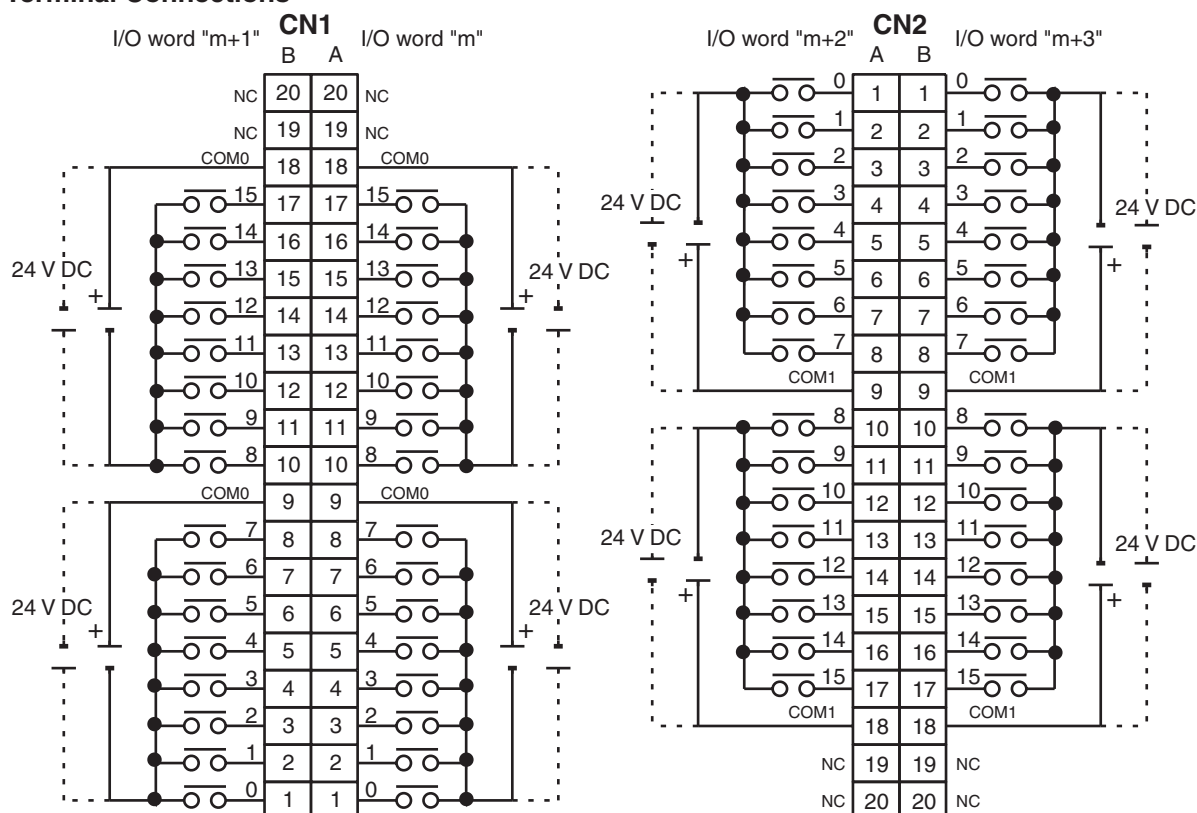 Terminal Connections
CN1
I/O word "m+1" I/O word "m"
B A
NC 20 20 NC
NC 19 19 NC
COM0 18 18 COM0
15 17 17 15
14 16 16 14
13 15 15 13
24 V DC 24 V DC
+ +
12 14 14 12
11 13 13 11
10 12 12 10
9 11 11 9
8 10 10 8
COM0 9 9 COM0
7 8 8 7
6 7 7 6
5 6 6 5
24 V DC 24 V DC
+ +
4 5 5 4
3 4 4 3
2 3 3 2
1 2 2 1
0 1 1 0
CN2
I/O word "m+2" I/O word "m+3"
A B
0 1 1 0
1 2 2 1
2 3 3 2
3 4 4 3
24 V DC 24 V DC
4 5 5 4
+ +
5 6 6 5
6 7 7 6
7 8 8 7
COM1 9 9 COM1
8 10 10 8
9 11 11 9
10 12 12 10
11 13 13 11
24 V DC 24 V DC
12 14 14 12
+ +
13 15 15 13
14 16 16 14
15 17 17 15
COM1 18 18 COM1
NC 19 19 NC
NC 20 20 NC